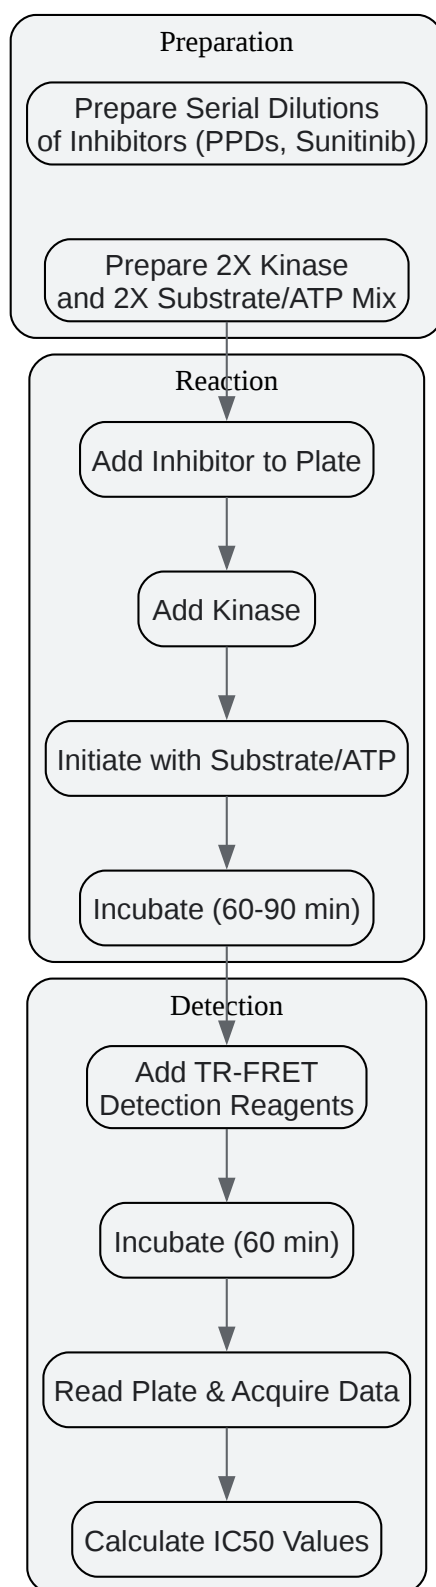 Preparation
Prepare Serial Dilutions
of Inhibitors (PPDs, Sunitinib)
Prepare 2X Kinase
and 2X Substrate/ATP Mix
Reaction
Add Inhibitor to Plate
Add Kinase
Initiate with Substrate/ATP
Incubate (60-90 min)
Detection
Add TR-FRET
Detection Reagents
Incubate (60 min)
Read Plate & Acquire Data
Calculate IC50 Values